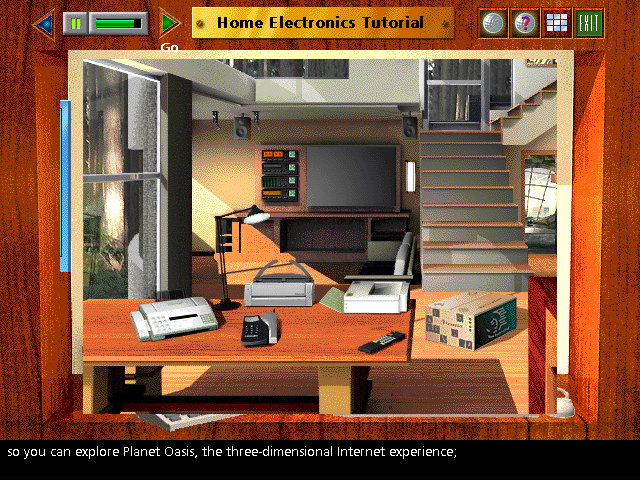 Home Electronics Tutorial
EXIT
Go
so you can explore Planet Oasis, the three-dimensional Internet experience;